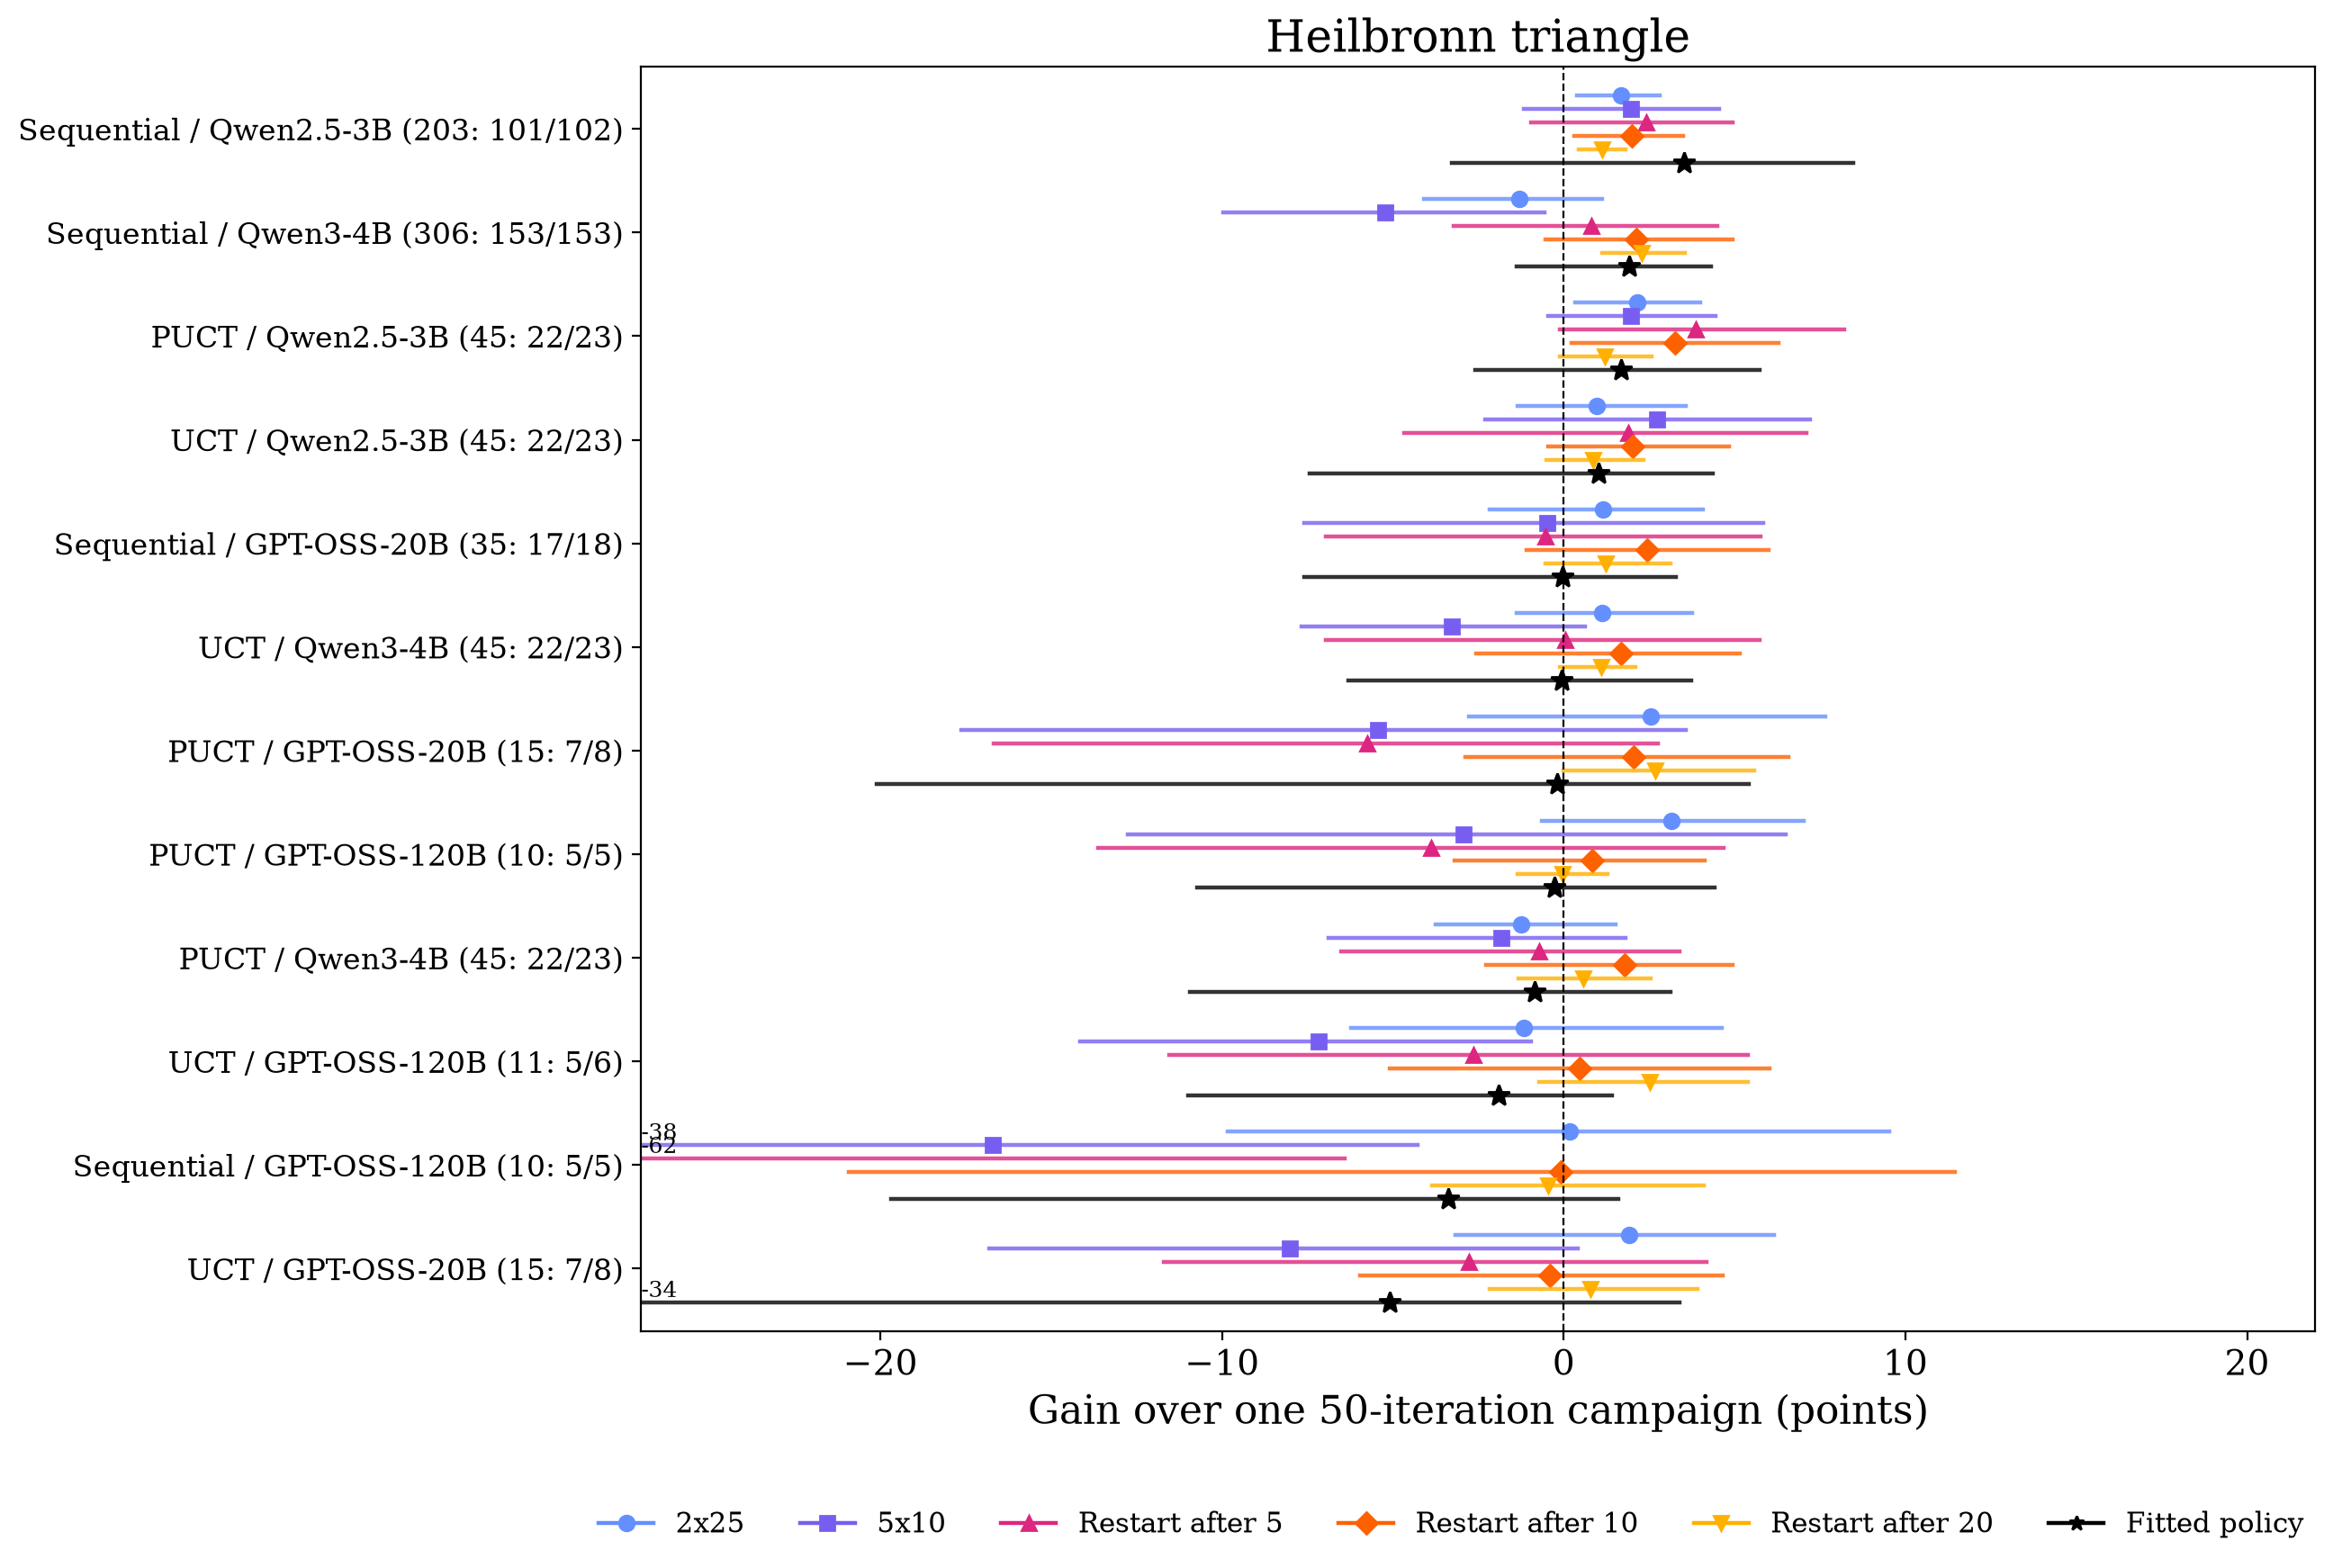 Heilbronn triangle
Sequential / Qwen2.5-3B (203: 101/102)
Sequential / Qwen3-4B (306: 153/153)
PUCT / Qwen2.5-3B (45: 22/23)
UCT / Qwen2.5-3B (45: 22/23)
Sequential / GPT-OSS-20B (35: 17/18)
UCT / Qwen3-4B (45: 22/23)
PUCT / GPT-OSS-20B (15: 7/8)
PUCT / GPT-OSS-120B (10: 5/5)
PUCT / Qwen3-4B (45: 22/23)
UCT / GPT-OSS-120B (11: 5/6)
-38
-62
Sequential / GPT-OSS-120B (10: 5/5)
UCT / GPT-OSS-20B (15: 7/8)
-34
−20 −10 0 10 20
Gain over one 50-iteration campaign (points)
2x25 5x10 Restart after 5 Restart after 10 Restart after 20 Fitted policy